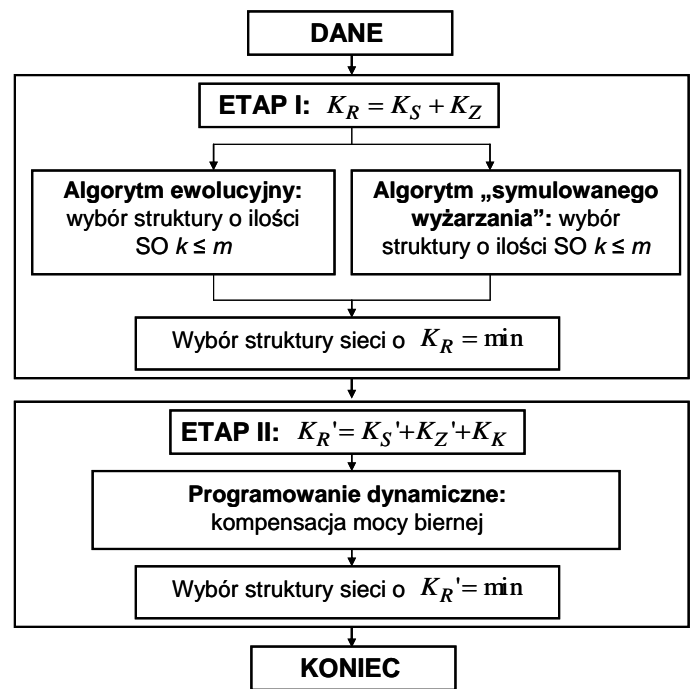 DANE
ETAP I: K_R = K_S + K_Z
Algorytm ewolucyjny:
wybór struktury o ilości
SO k ≤ m
Algorytm „symulowanego
wyżarzania”: wybór
struktury o ilości SO k ≤ m
Wybór struktury sieci o K_R = min
ETAP II: K_R'= K_S'+K_Z'+K_K
Programowanie dynamiczne:
kompensacja mocy biernej
Wybór struktury sieci o K_R'= min
KONIEC